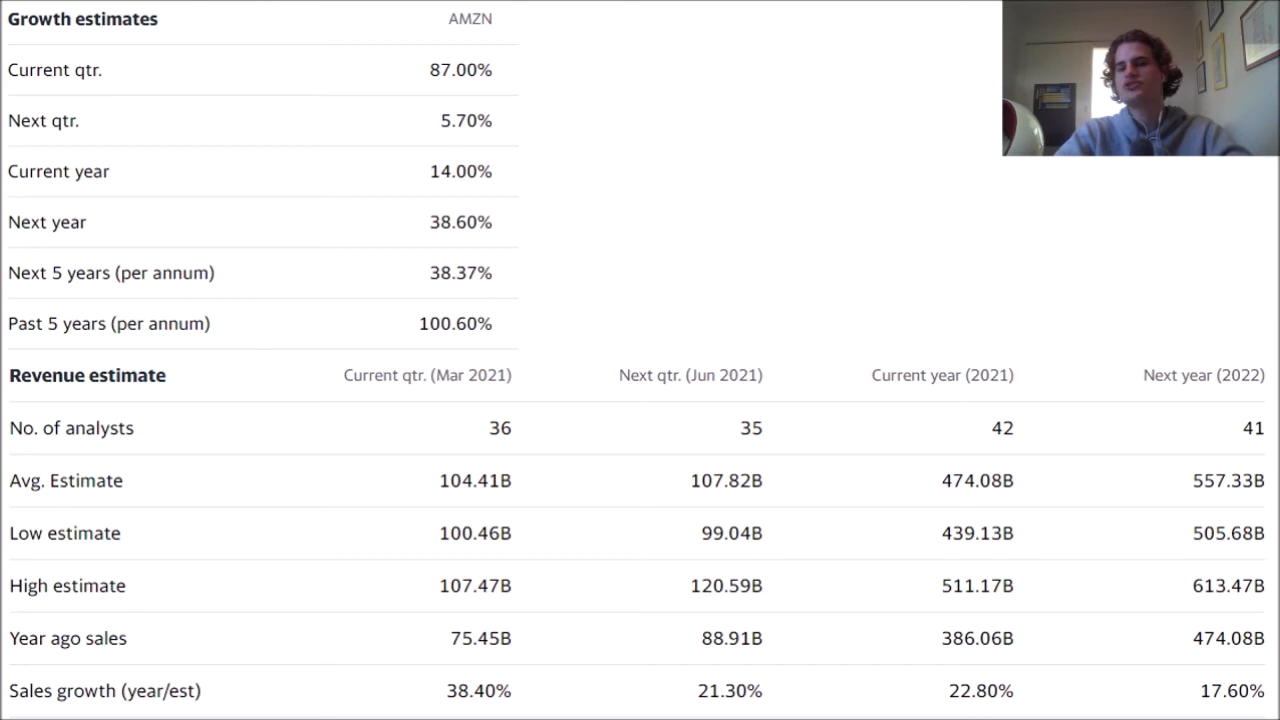 Growth estimates AMZN
Current qtr. 87.00%
Next qtr. 5.70%
Current year 14.00%
Next year 38.60%
Next 5 years (per annum) 38.37%
Past 5 years (per annum) 100.60%
Revenue estimate Current qtr. (Mar 2021) Next qtr. (Jun 2021) Current year (2021) Next year (2022)
No. of analysts 36 35 42 41
Avg. Estimate 104.41B 107.82B 474.08B 557.33B
Low estimate 100.46B 99.04B 439.13B 505.68B
High estimate 107.47B 120.59B 511.17B 613.47B
Year ago sales 75.45B 88.91B 386.06B 474.08B
Sales growth (year/est) 38.40% 21.30% 22.80% 17.60%